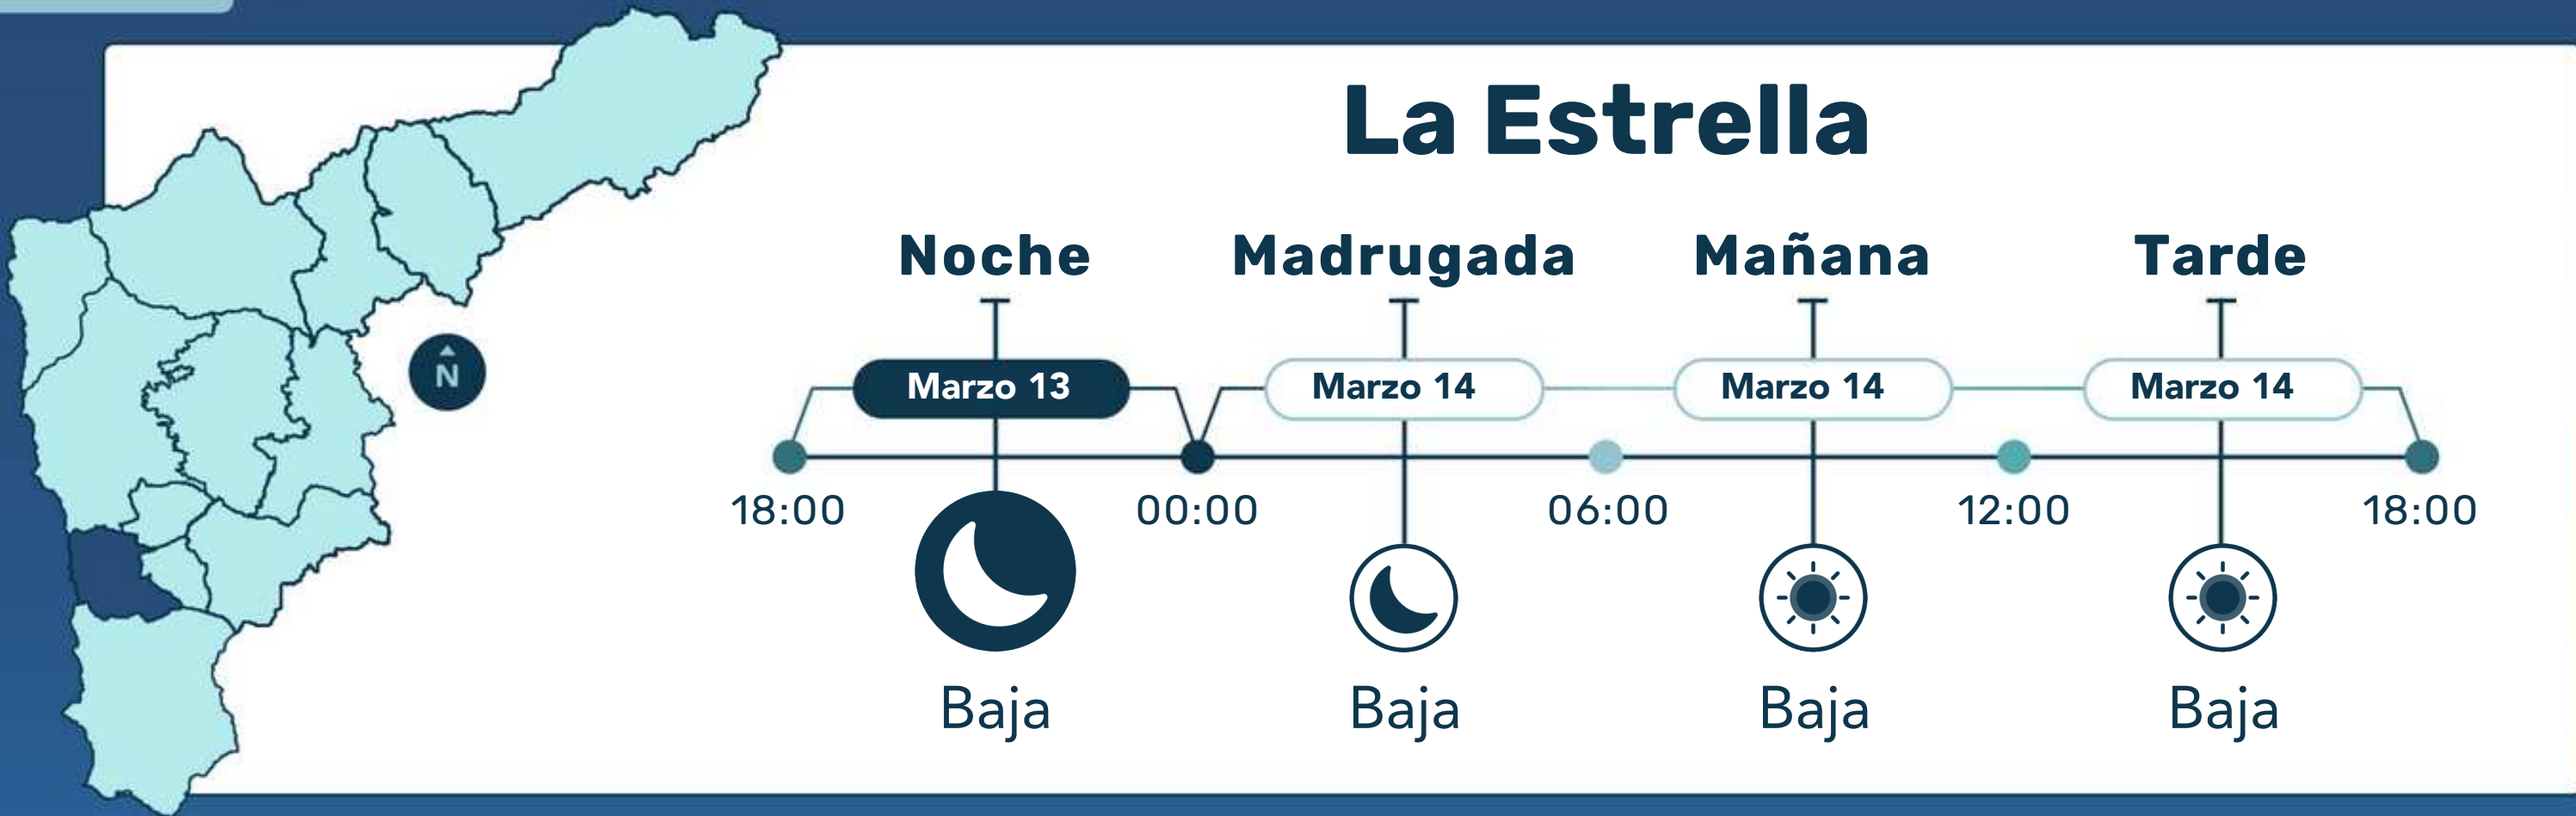 La Estrella
Noche Madrugada Mañana Tarde
N
Marzo 13 Marzo 14 Marzo 14 Marzo 14
18:00 00:00 06:00 12:00 18:00
Baja Baja Baja Baja